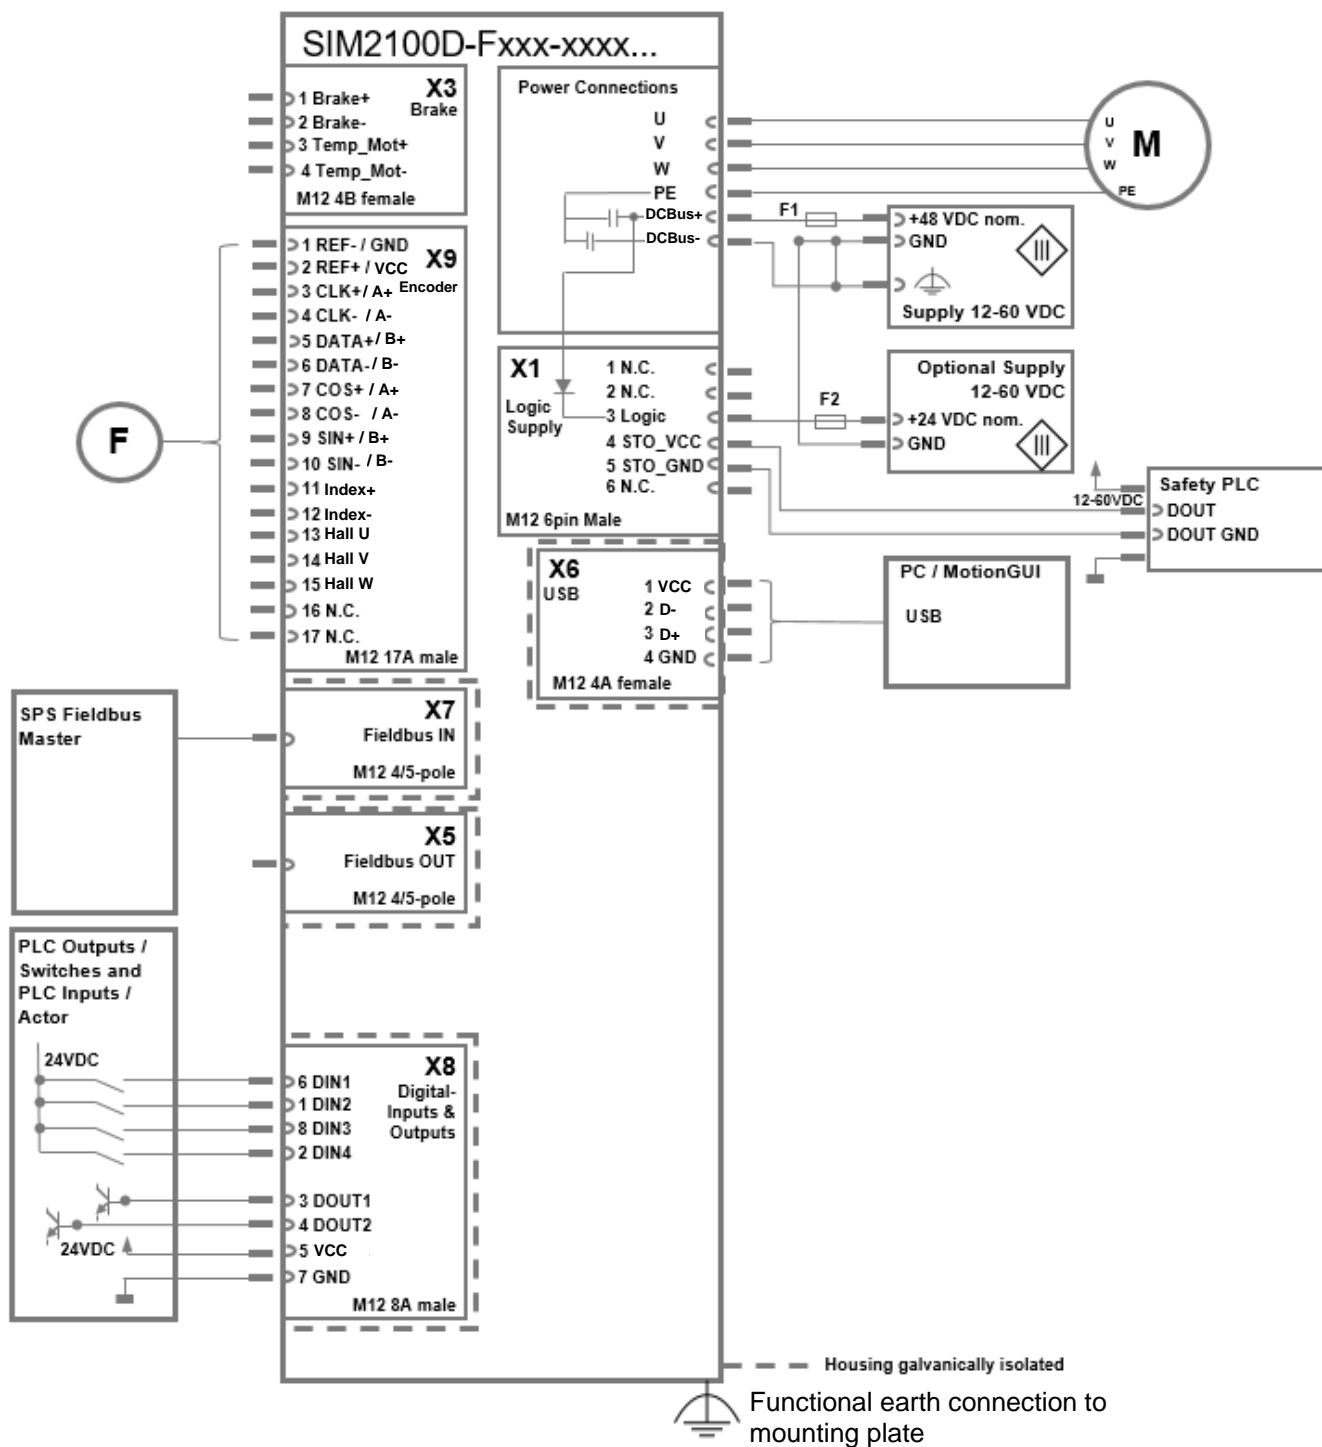 SIM2100D-Fxxx-xxxx...
X3
Brake
1 Brake+
2 Brake-
3 Temp_Mot+
4 Temp_Mot-
M12 4B female
Power Connections
U
V
W
PE
DCBus+
DCBus-
U
V
W
PE
M
F1
+48 VDC nom.
GND
Supply 12-60 VDC
X9
Encoder
1 REF- / GND
2 REF+ / VCC
3 CLK+ / A+
4 CLK- / A-
5 DATA+ / B+
6 DATA- / B-
7 COS+ / A+
8 COS- / A-
9 SIN+ / B+
10 SIN- / B-
11 Index+
12 Index-
13 Hall U
14 Hall V
15 Hall W
16 N.C.
17 N.C.
M12 17A male
F
X1
Logic
Supply
1 N.C.
2 N.C.
3 Logic
4 STO_VCC
5 STO_GND
6 N.C.
M12 6pin Male
F2
Optional Supply
12-60 VDC
+24 VDC nom.
GND
12-60VDC
Safety PLC
DOUT
DOUT GND
X6
USB
1 VCC
2 D-
3 D+
4 GND
M12 4A female
PC / MotionGUI
USB
SPS Fieldbus
Master
X7
Fieldbus IN
M12 4/5-pole
X5
Fieldbus OUT
M12 4/5-pole
PLC Outputs /
Switches and
PLC Inputs /
Actor
24VDC
24VDC
X8
Digital-
Inputs &
Outputs
6 DIN1
1 DIN2
8 DIN3
2 DIN4
3 DOUT1
4 DOUT2
5 VCC
7 GND
M12 8A male
Housing galvanically isolated
Functional earth connection to
mounting plate